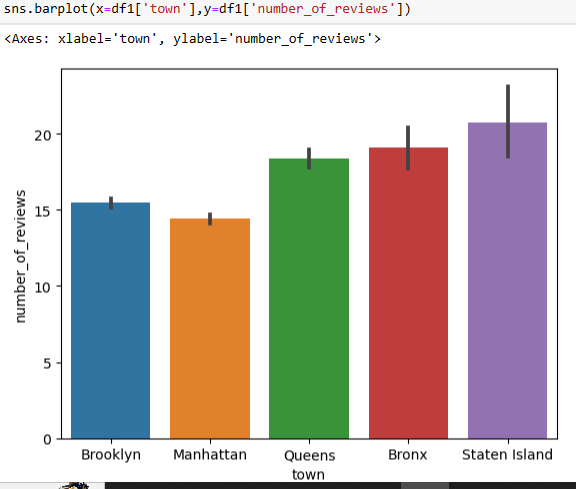 sns.barplot(x=df1['town'],y=df1['number_of_reviews'])
<Axes: xlabel='town', ylabel='number_of_reviews'>
20
15
10
5
0
number_of_reviews
Brooklyn Manhattan Queens Bronx Staten Island
town